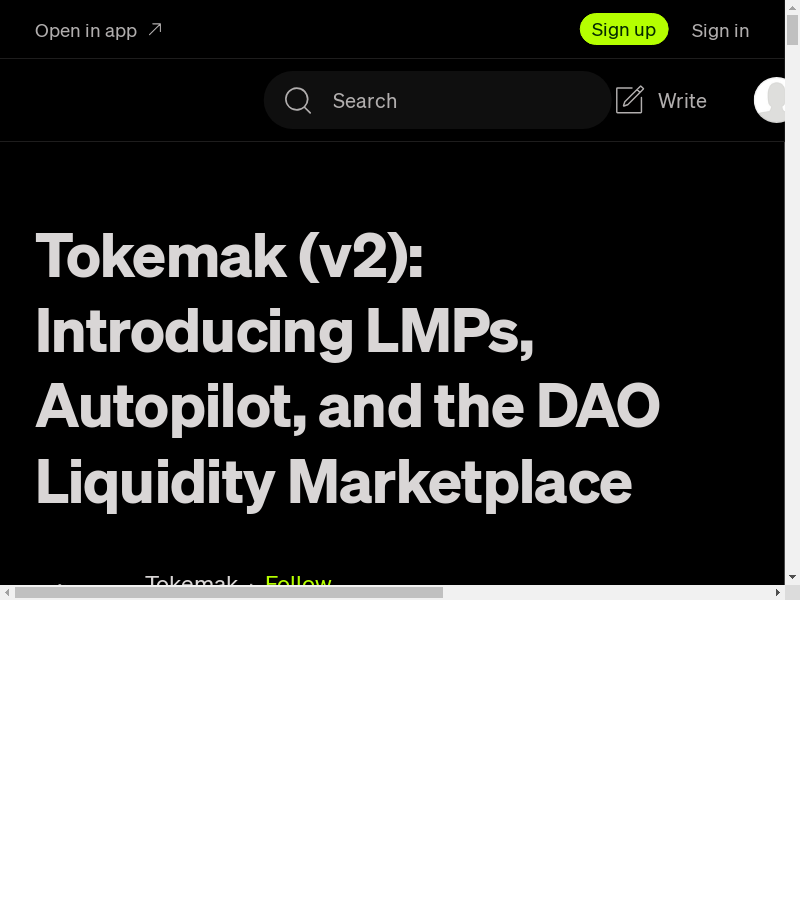 Open in app
Sign up
Sign in
Search
Write
Tokemak (v2):
Introducing LMPs,
Autopilot, and the DAO
Liquidity Marketplace
Tokemak · Follow